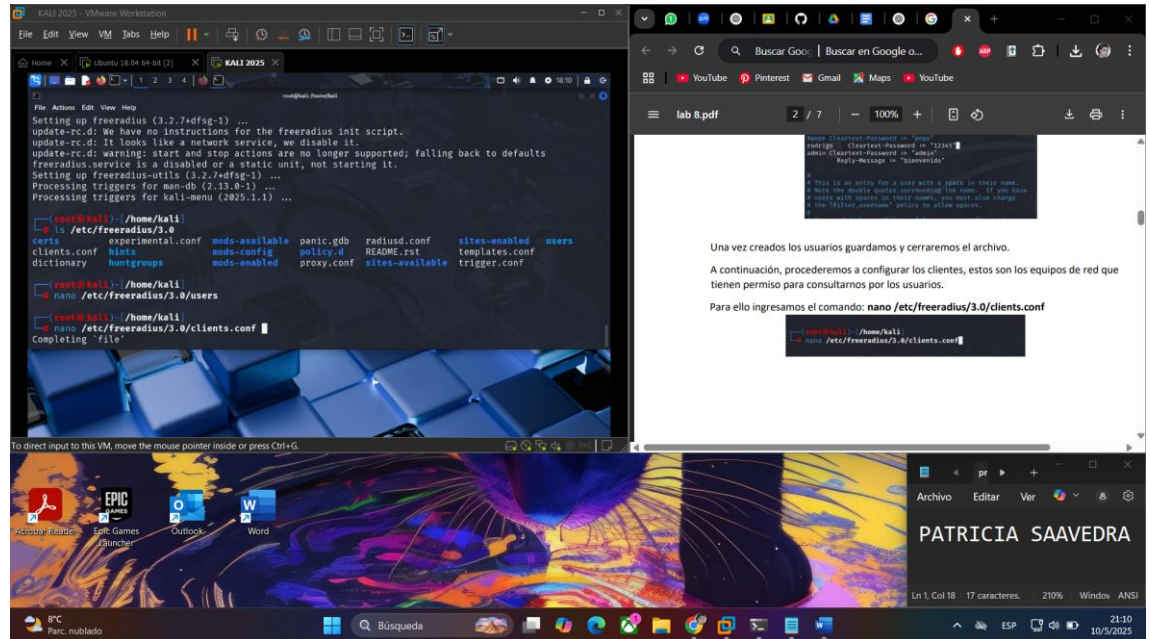 KALI 2025 - VMware Workstation
File Edit View VM Tabs Help
Home X Ubuntu 18.04 64-bit (2) X KALI 2025 X
1 2 3 4 18:10
root@kali: /home/kali
File Actions Edit View Help
Setting up freeradius (3.2.7+dfsg-1) ...
update-rc.d: We have no instructions for the freeradius init script.
update-rc.d: It looks like a network service, we disable it.
update-rc.d: warning: start and stop actions are no longer supported; falling back to defaults
freeradius.service is a disabled or a static unit, not starting it.
Setting up freeradius-utils (3.2.7+dfsg-1) ...
Processing triggers for man-db (2.13.0-1) ...
Processing triggers for kali-menu (2025.1.1) ...
(root㉿kali)-[/home/kali]
# ls /etc/freeradius/3.0
certs experimental.conf mods-available panic.gdb radiusd.conf sites-enabled users
clients.conf hints mods-config policy.d README.rst templates.conf
dictionary huntgroups mods-enabled proxy.conf sites-available trigger.conf
(root㉿kali)-[/home/kali]
# nano /etc/freeradius/3.0/users
(root㉿kali)-[/home/kali]
# nano /etc/freeradius/3.0/clients.conf
Completing `file'
To direct input to this VM, move the mouse pointer inside or press Ctrl+G.
Buscar Goog Buscar en Google o...
YouTube Pinterest Gmail Maps YouTube
lab 8.pdf 2 / 7 100%
#pepe Cleartext-Password := "pepe"
rodrigo Cleartext-Password := "12345"
admin Cleartext-Password := "admin"
Reply-Message := "bienvenido"
#
# This is an entry for a user with a space in their name.
# Note the double quotes surrounding the name. If you have
# users with spaces in their names, you must also change
# the "filter_username" policy to allow spaces.
#
Una vez creados los usuarios guardamos y cerraremos el archivo.
A continuación, procederemos a configurar los clientes, estos son los equipos de red que
tienen permiso para consultarnos por los usuarios.
Para ello ingresamos el comando: nano /etc/freeradius/3.0/clients.conf
(root㉿kali)-[/home/kali]
# nano /etc/freeradius/3.0/clients.conf
Acrobat Reader
EPIC GAMES
Epic Games Launcher
Outlook
Word
pr
Archivo Editar Ver
PATRICIA SAAVEDRA
Ln 1, Col 18 17 caracteres. 210% Window ANSI
8°C
Parc. nublado
Búsqueda
ESP
21:10
10/5/2025